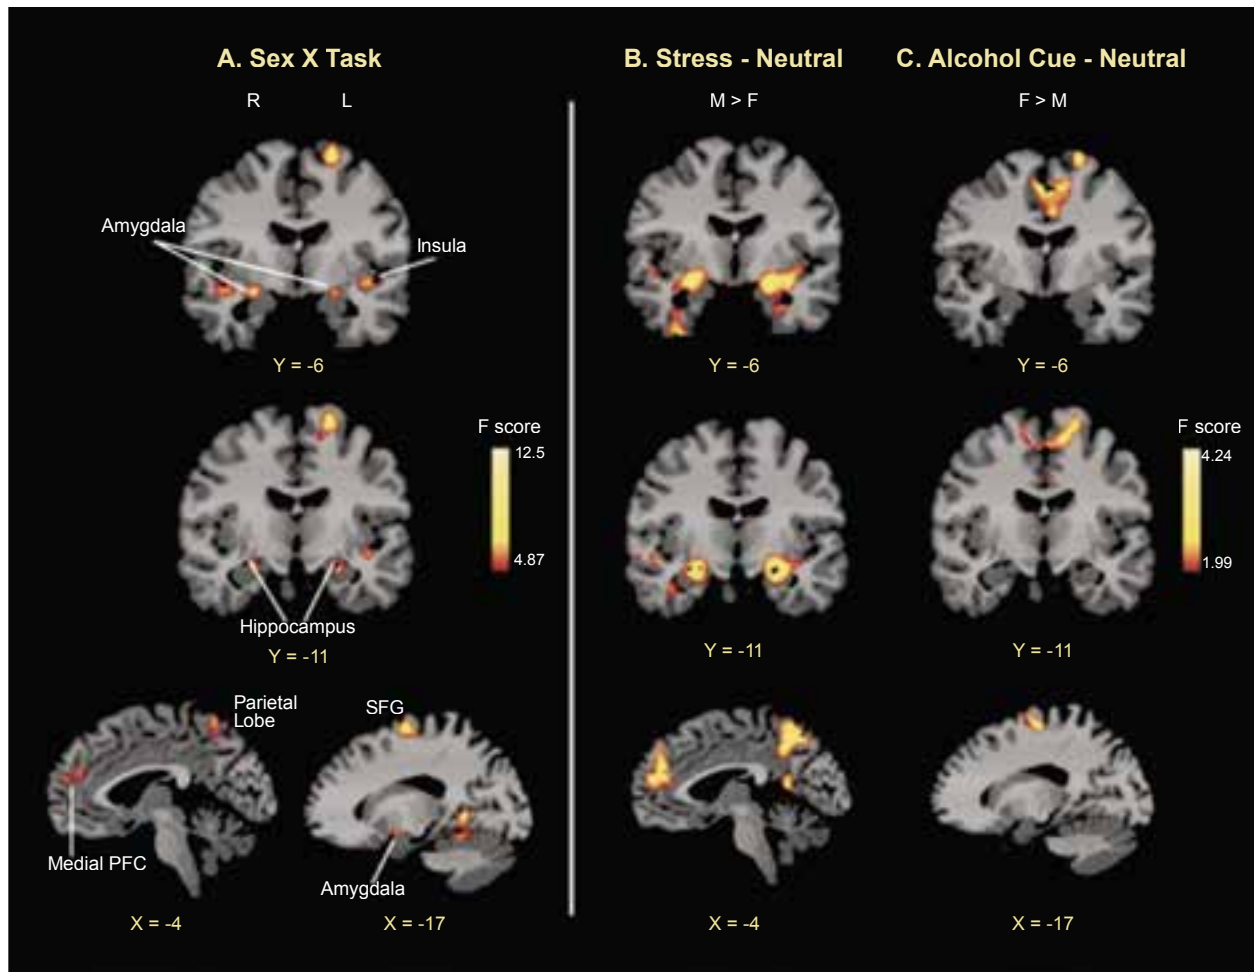 A. Sex X Task
B. Stress - Neutral
C. Alcohol Cue - Neutral
R
L
M > F
F > M
Amygdala
Insula
Y = -6
Y = -6
Y = -6
F score
12.5
4.87
F score
4.24
1.99
Hippocampus
Y = -11
Y = -11
Y = -11
Parietal
Lobe
SFG
Medial PFC
Amygdala
X = -4
X = -17
X = -4
X = -17